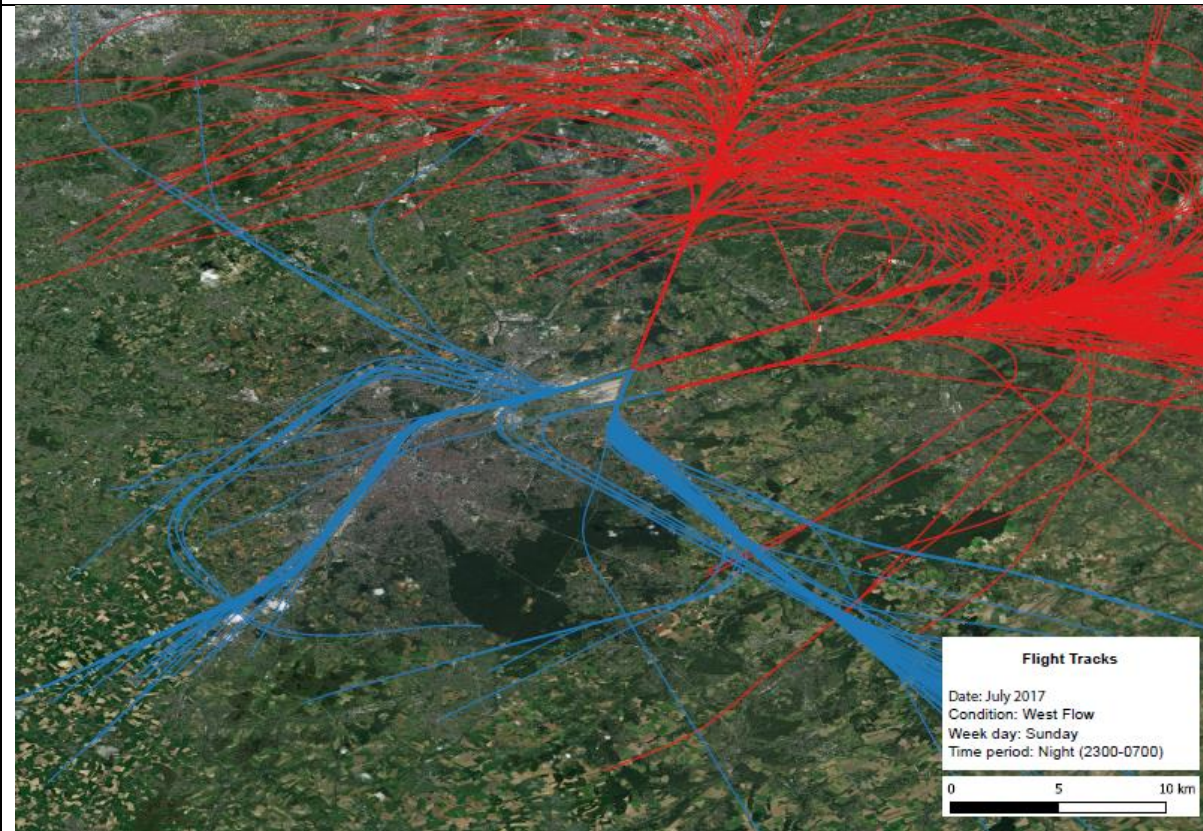 Flight Tracks
Date: July 2017
Condition: West Flow
Week day: Sunday
Time period: Night (2300-0700)
0 5 10 km